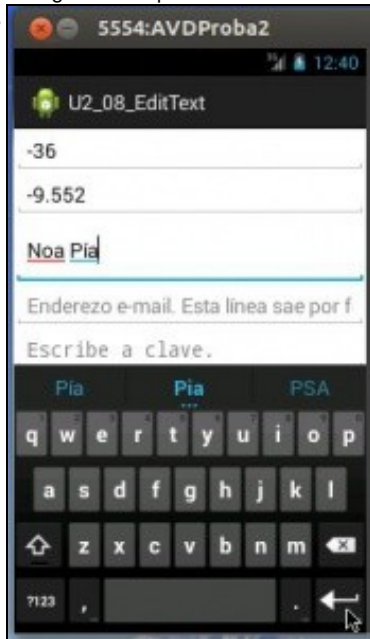 5554:AVDProba2
12:40
U2_08_EditText
-36
-9.552
Noa Pía
Enderezo e-mail. Esta línea sae por f
Escribe a clave.
Pía Pia PSA
q w e r t y u i o p
a s d f g h j k l
z x c v b n m
?123 , .